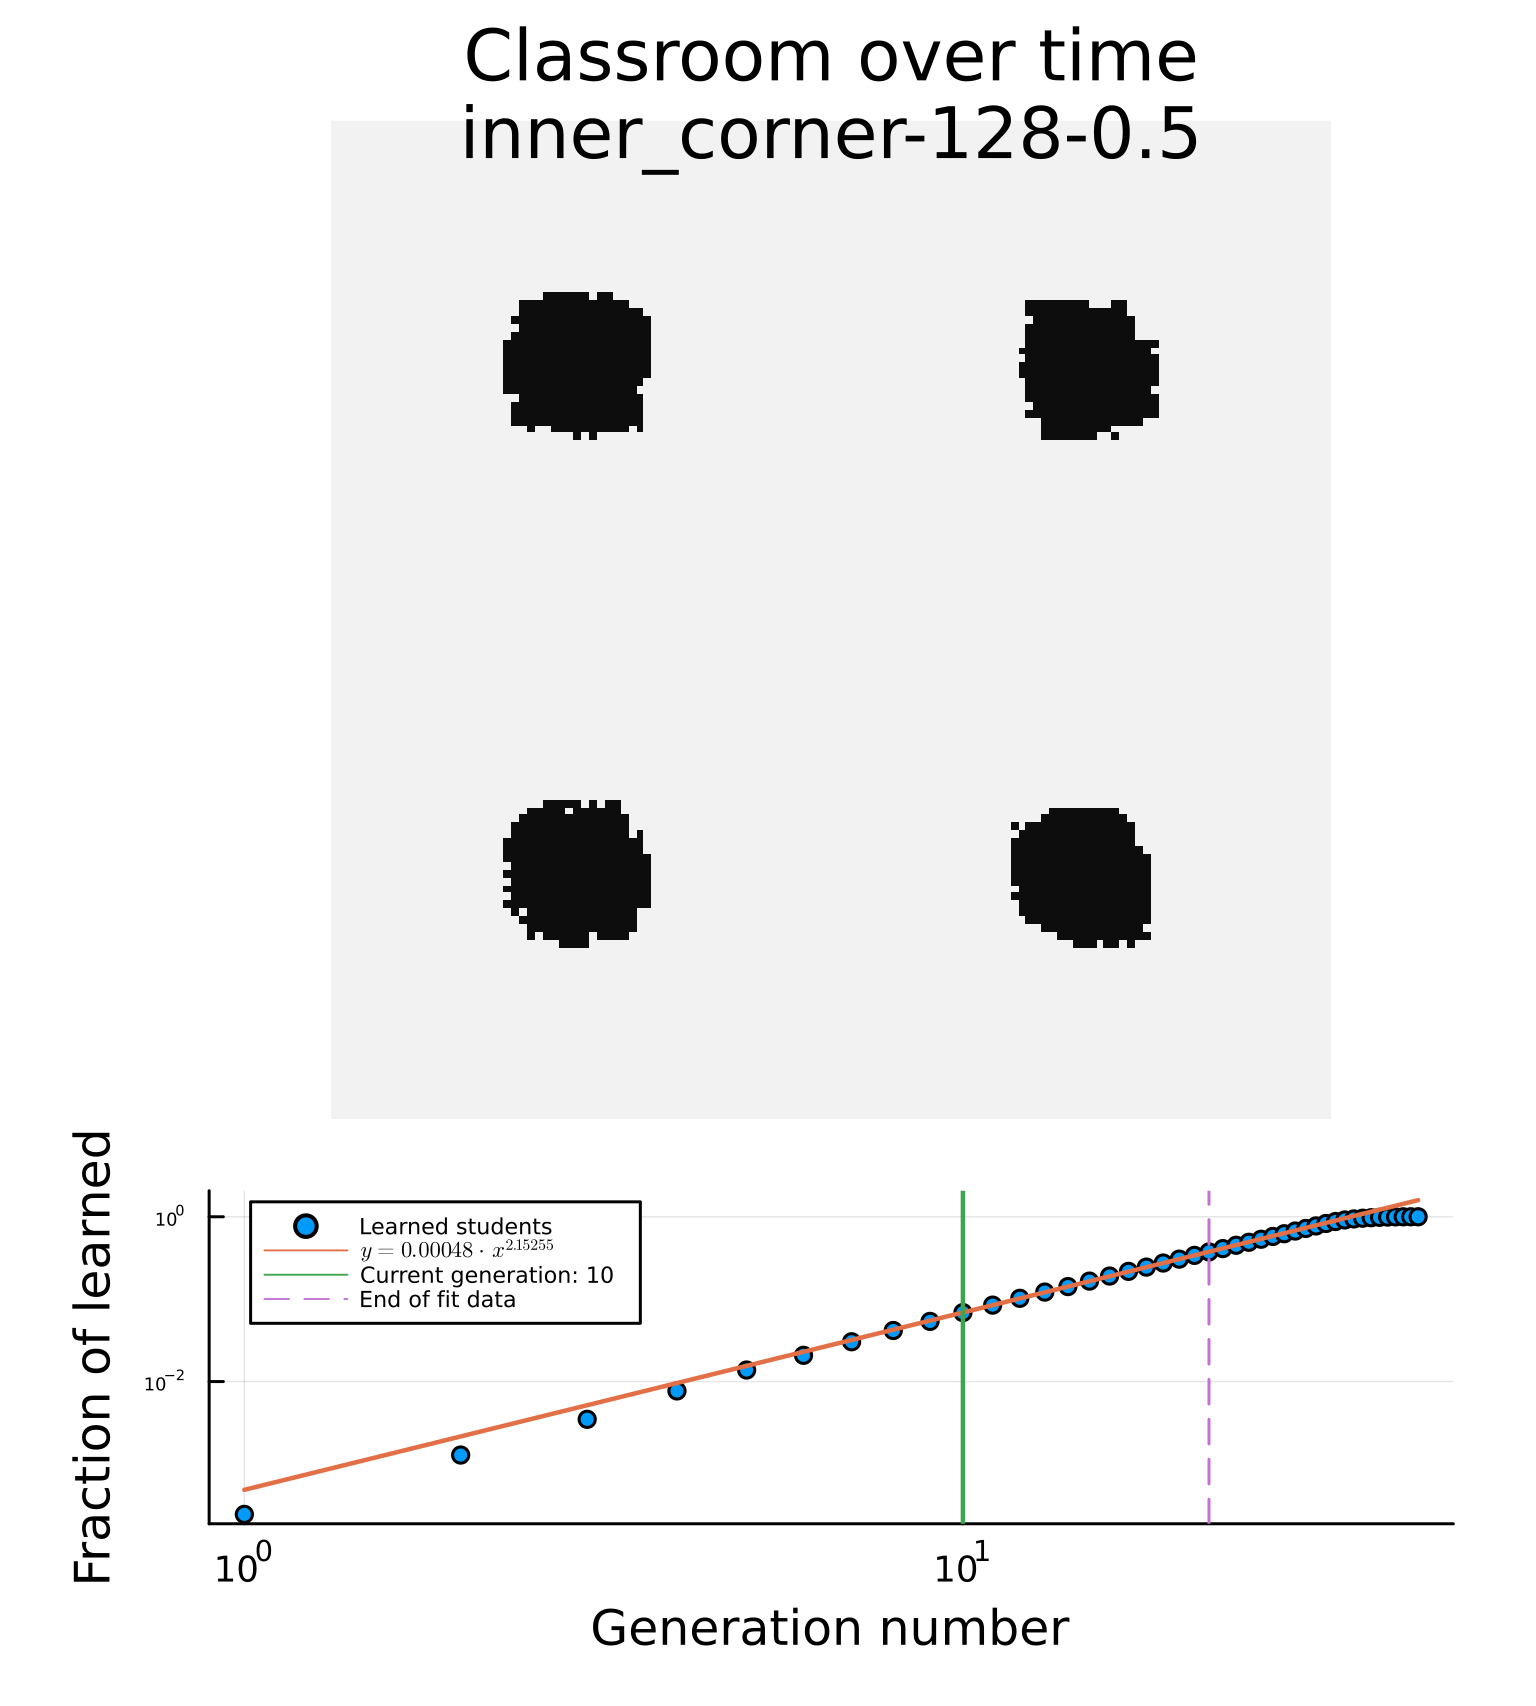 Classroom over time
inner_corner-128-0.5
Fraction of learned
10⁰
10⁻²
Learned students
y = 0.00048 · x^{2.15255}
Current generation: 10
End of fit data
10⁰
10¹
Generation number